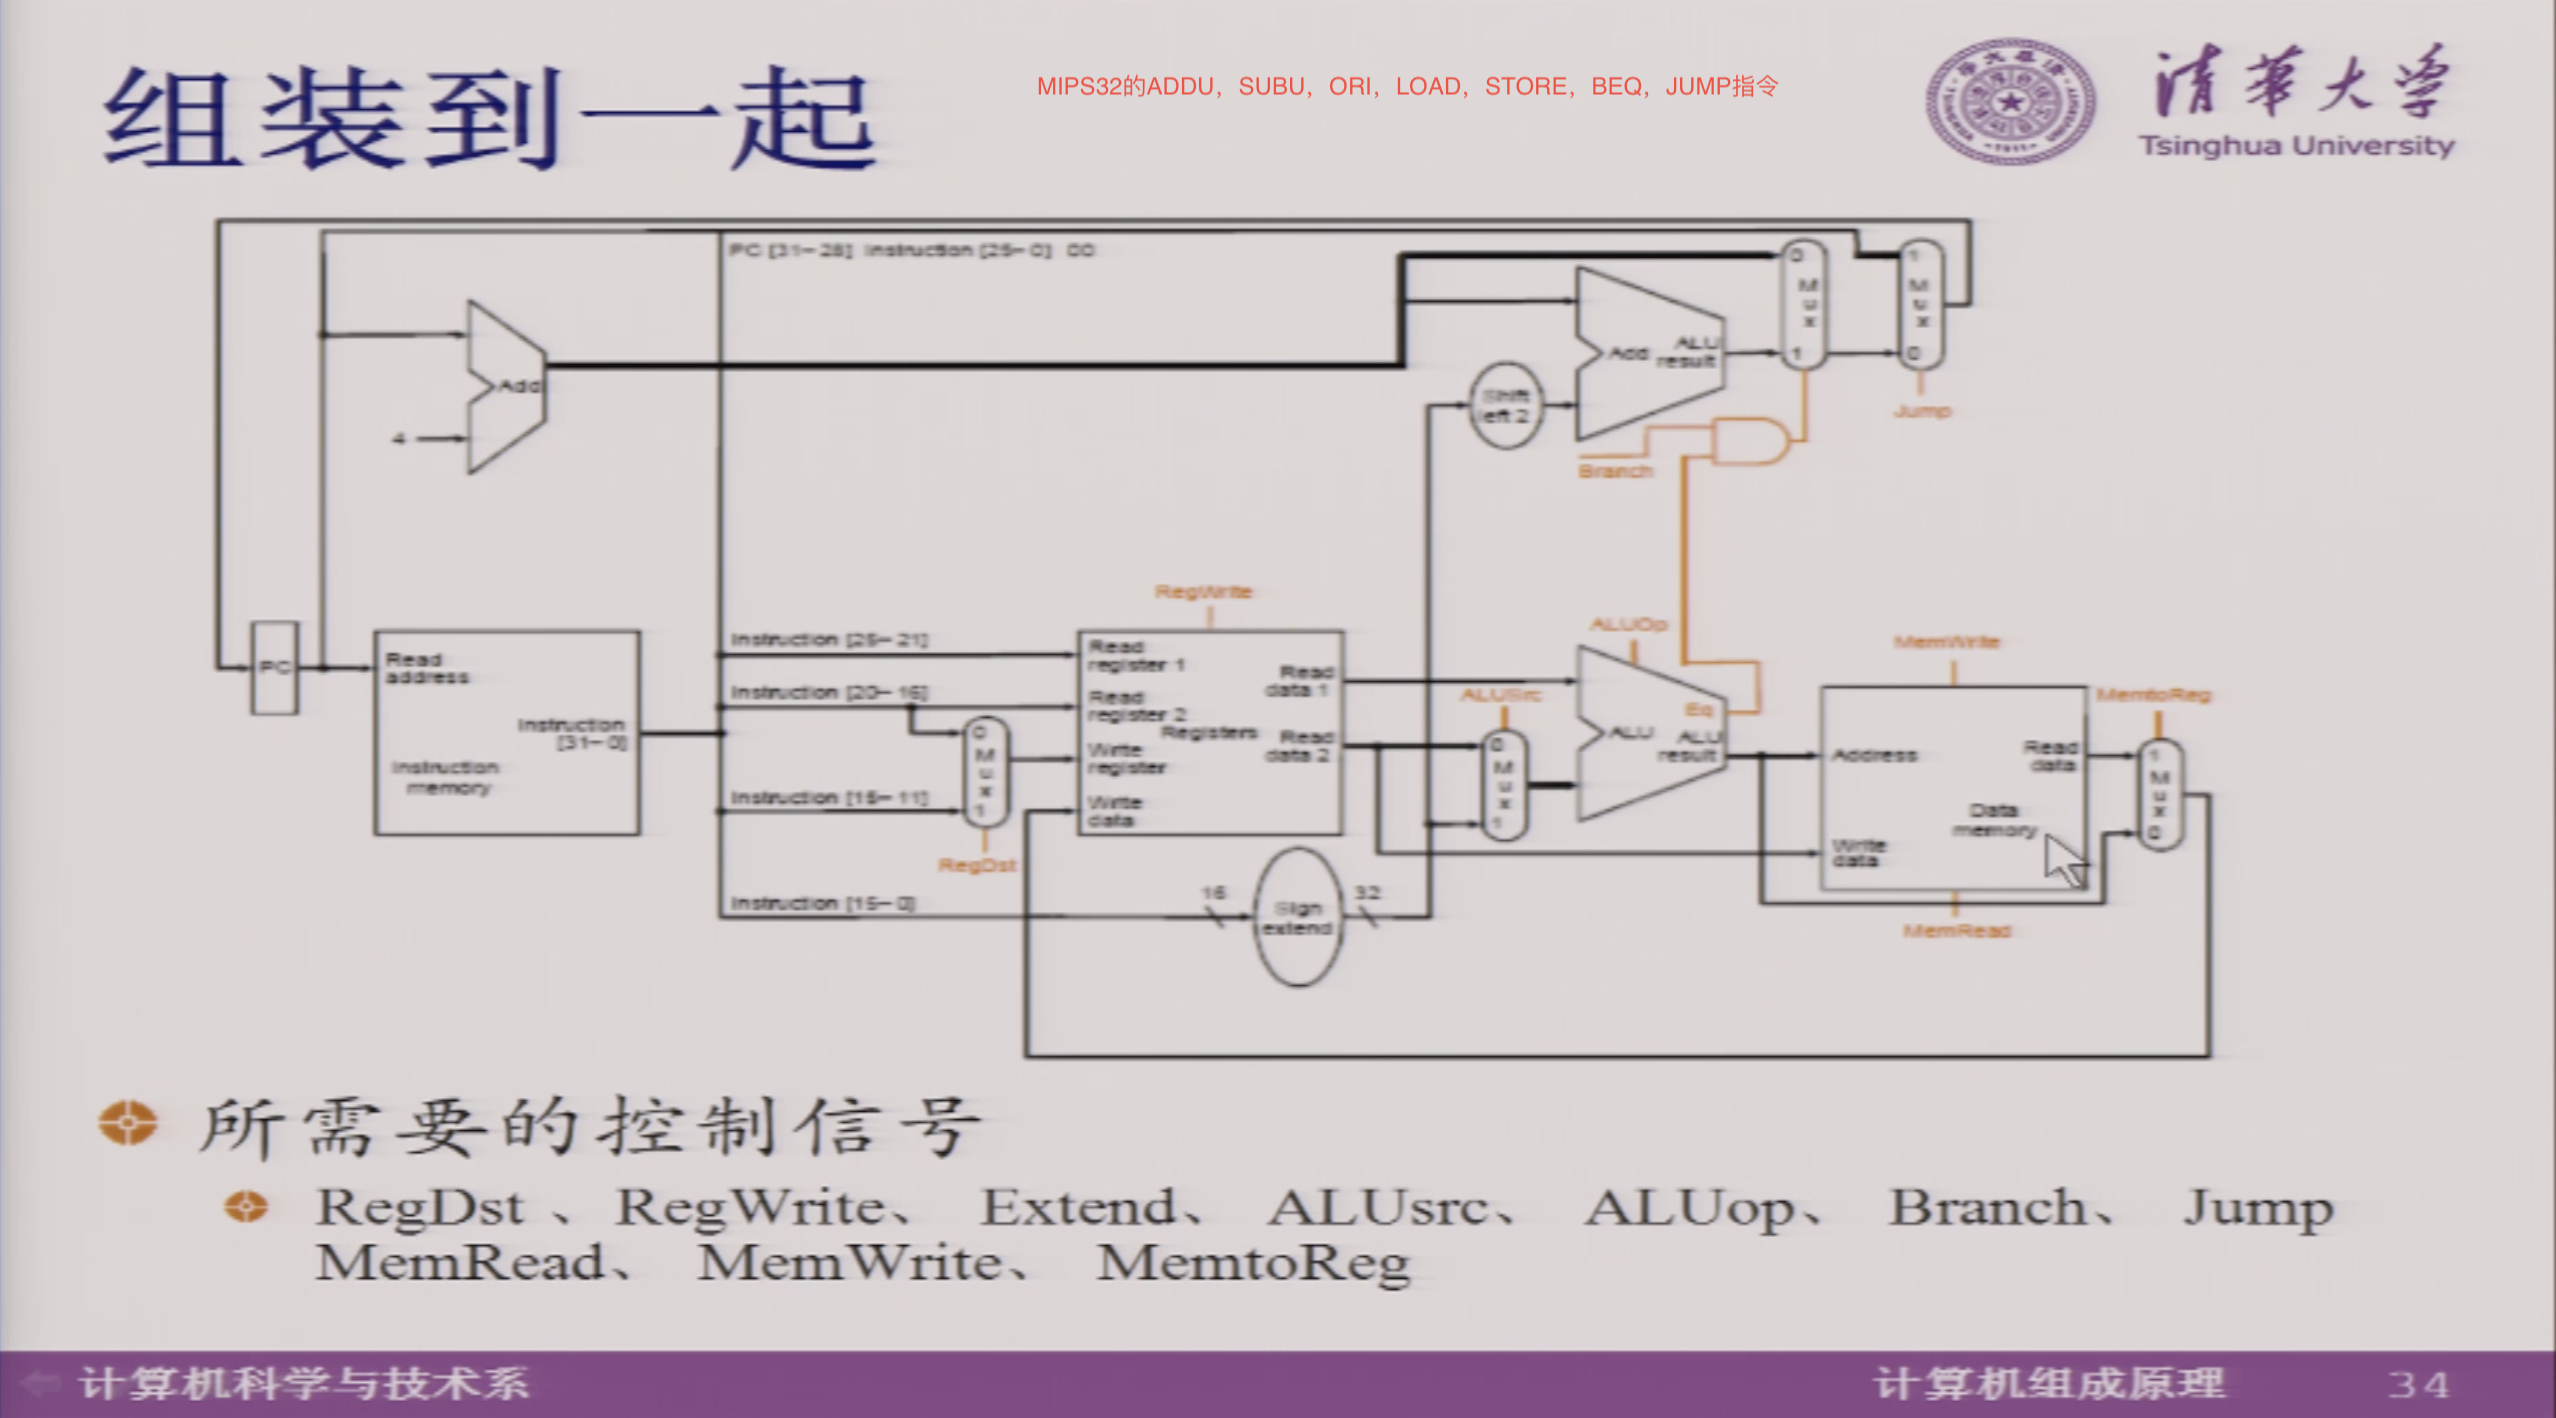 组装到一起
MIPS32的ADDU，SUBU，ORI，LOAD，STORE，BEQ，JUMP指令
清华大学
Tsinghua University
PC [31-28] Instruction [25-0] 00
0
M
u
x
1
1
M
u
x
0
Jump
Add
4
Add
ALU
result
Shift
left 2
Branch
PC
Read
address
Instruction
[31-0]
Instruction
memory
Instruction [25-21]
Instruction [20-16]
Instruction [15-11]
Instruction [15-0]
0
M
u
x
1
RegDst
RegWrite
Read
register 1
Read
register 2
Write
register
Write
data
Registers
Read
data 1
Read
data 2
16
Sign
extend
32
ALUSrc
0
M
u
x
1
ALUOp
Eq
ALU
ALU
result
MemWrite
Address
Read
data
Data
memory
Write
data
MemRead
MemtoReg
1
M
u
x
0
所需要的控制信号
RegDst 、 RegWrite、 Extend、 ALUsrc、 ALUop、 Branch、 Jump
MemRead、 MemWrite、 MemtoReg
计算机科学与技术系
计算机组成原理
34